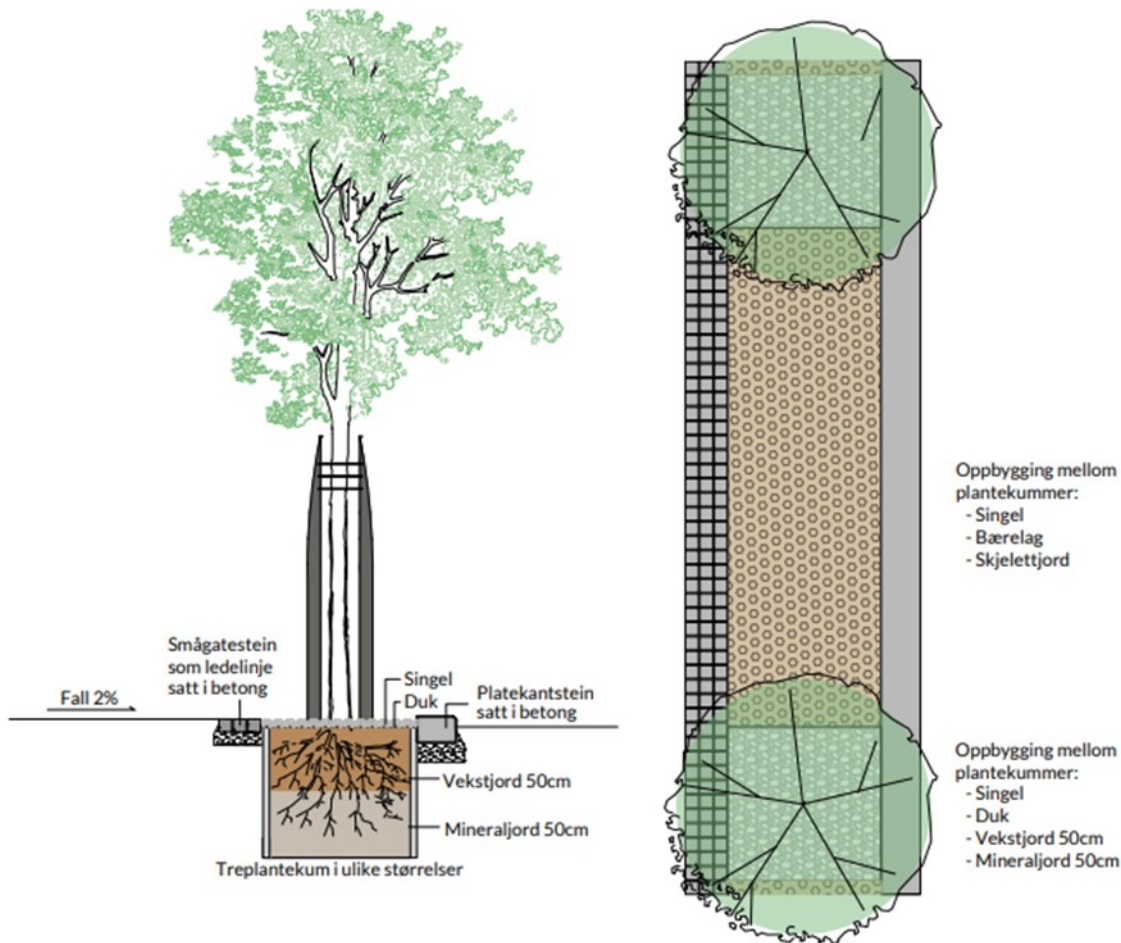 Smågatestein
som ledelinje
satt i betong
Fall 2%
Singel
Duk
Platekantstein
satt i betong
Vekstjord 50cm
Mineraljord 50cm
Treplantekum i ulike størrelser
Oppbygging mellom
plantekummer:
- Singel
- Bærelag
- Skjelettjord
Oppbygging mellom
plantekummer:
- Singel
- Duk
- Vekstjord 50cm
- Mineraljord 50cm